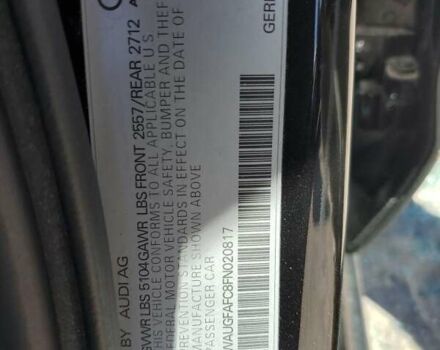 BY AUDI AG
GVWR LBS 5104 GAWR LBS FRONT 2557/REAR 2712
THIS VEHICLE CONFORMS TO ALL APPLICABLE U S
FEDERAL MOTOR VEHICLE SAFETY, BUMPER AND THEFT
PREVENTION STANDARDS IN EFFECT ON THE DATE OF
MANUFACTURE SHOWN ABOVE
PASSENGER CAR
WAUGFAFC8FN020817